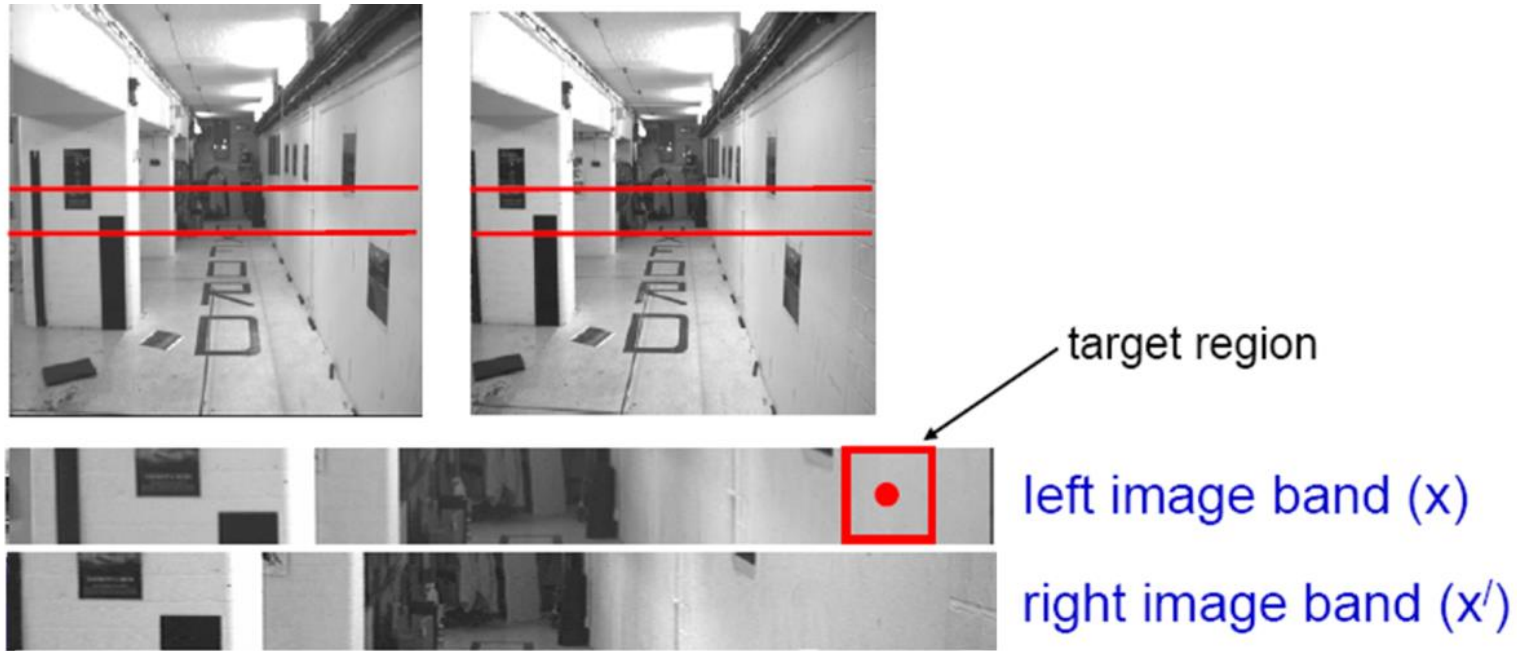 target region
left image band (x)
right image band (x/)